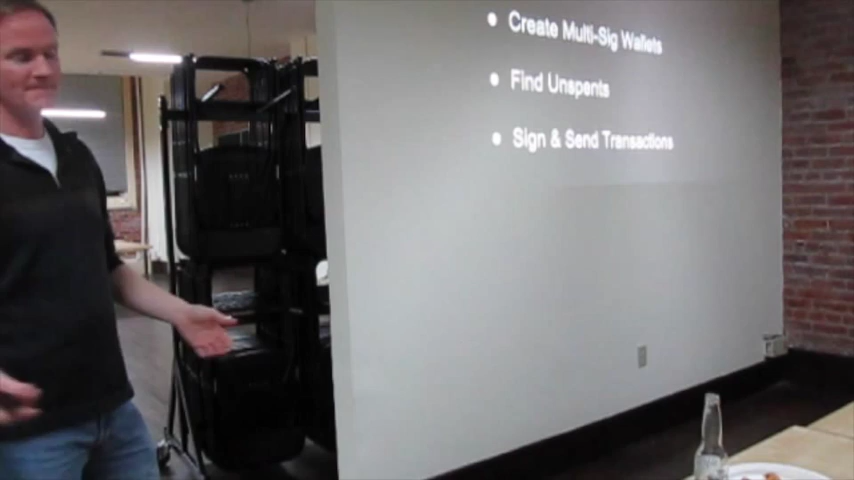 Create Multi-Sig Wallets
Find Unspents
Sign & Send Transactions